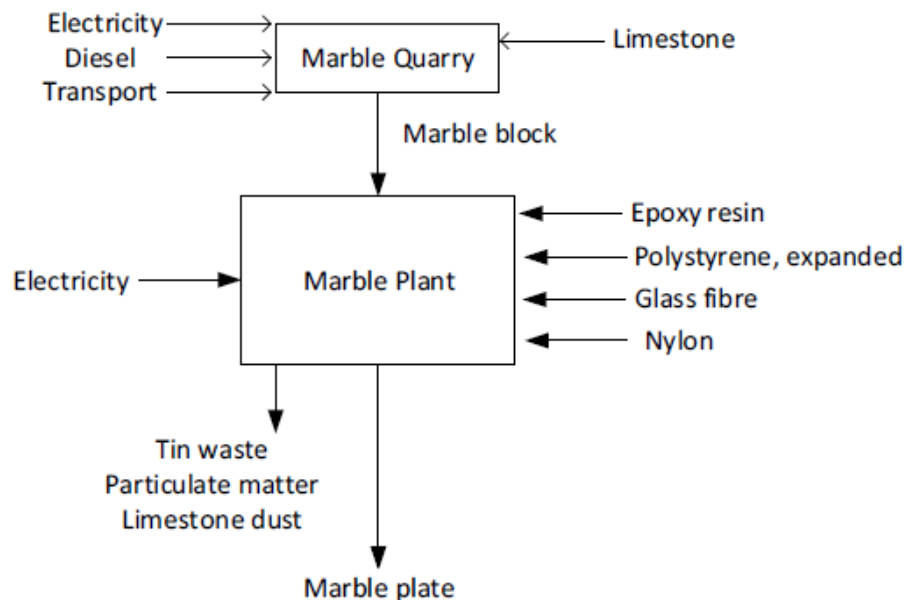 Electricity
Diesel
Transport
Marble Quarry
Limestone
Marble block
Epoxy resin
Polystyrene, expanded
Glass fibre
Nylon
Electricity
Marble Plant
Tin waste
Particulate matter
Limestone dust
Marble plate